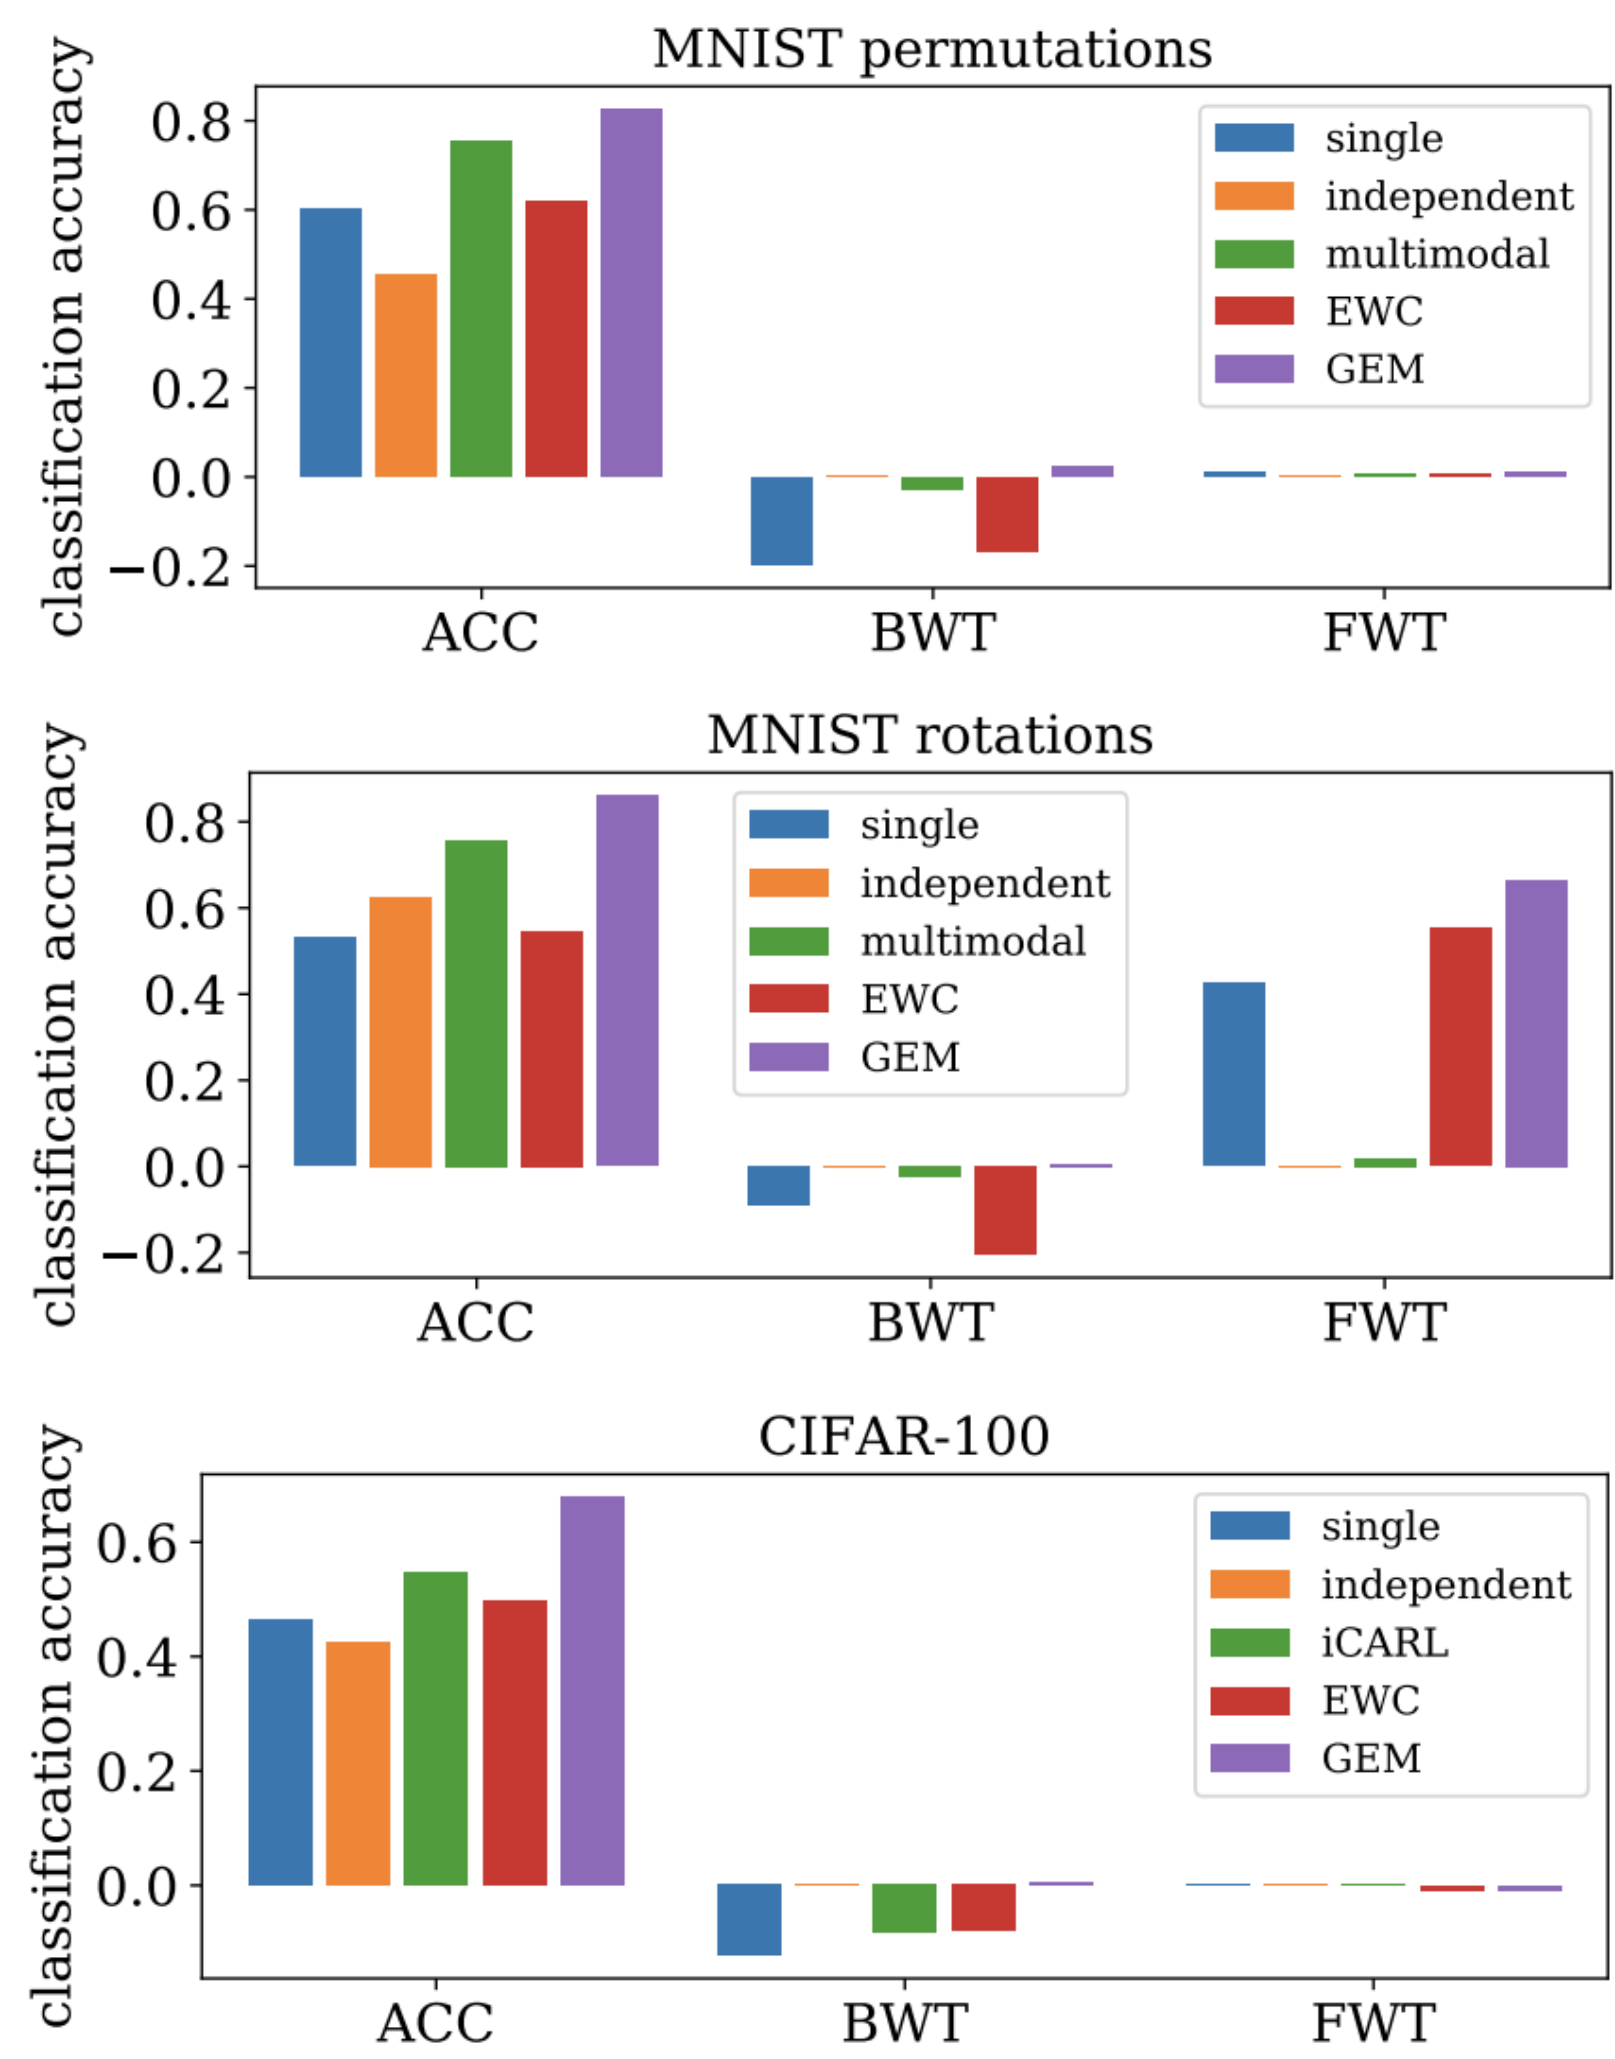 MNIST permutations
classification accuracy
0.8
0.6
0.4
0.2
0.0
−0.2
single
independent
multimodal
EWC
GEM
ACC BWT FWT
MNIST rotations
classification accuracy
0.8
0.6
0.4
0.2
0.0
−0.2
single
independent
multimodal
EWC
GEM
ACC BWT FWT
CIFAR-100
classification accuracy
0.6
0.4
0.2
0.0
single
independent
iCARL
EWC
GEM
ACC BWT FWT